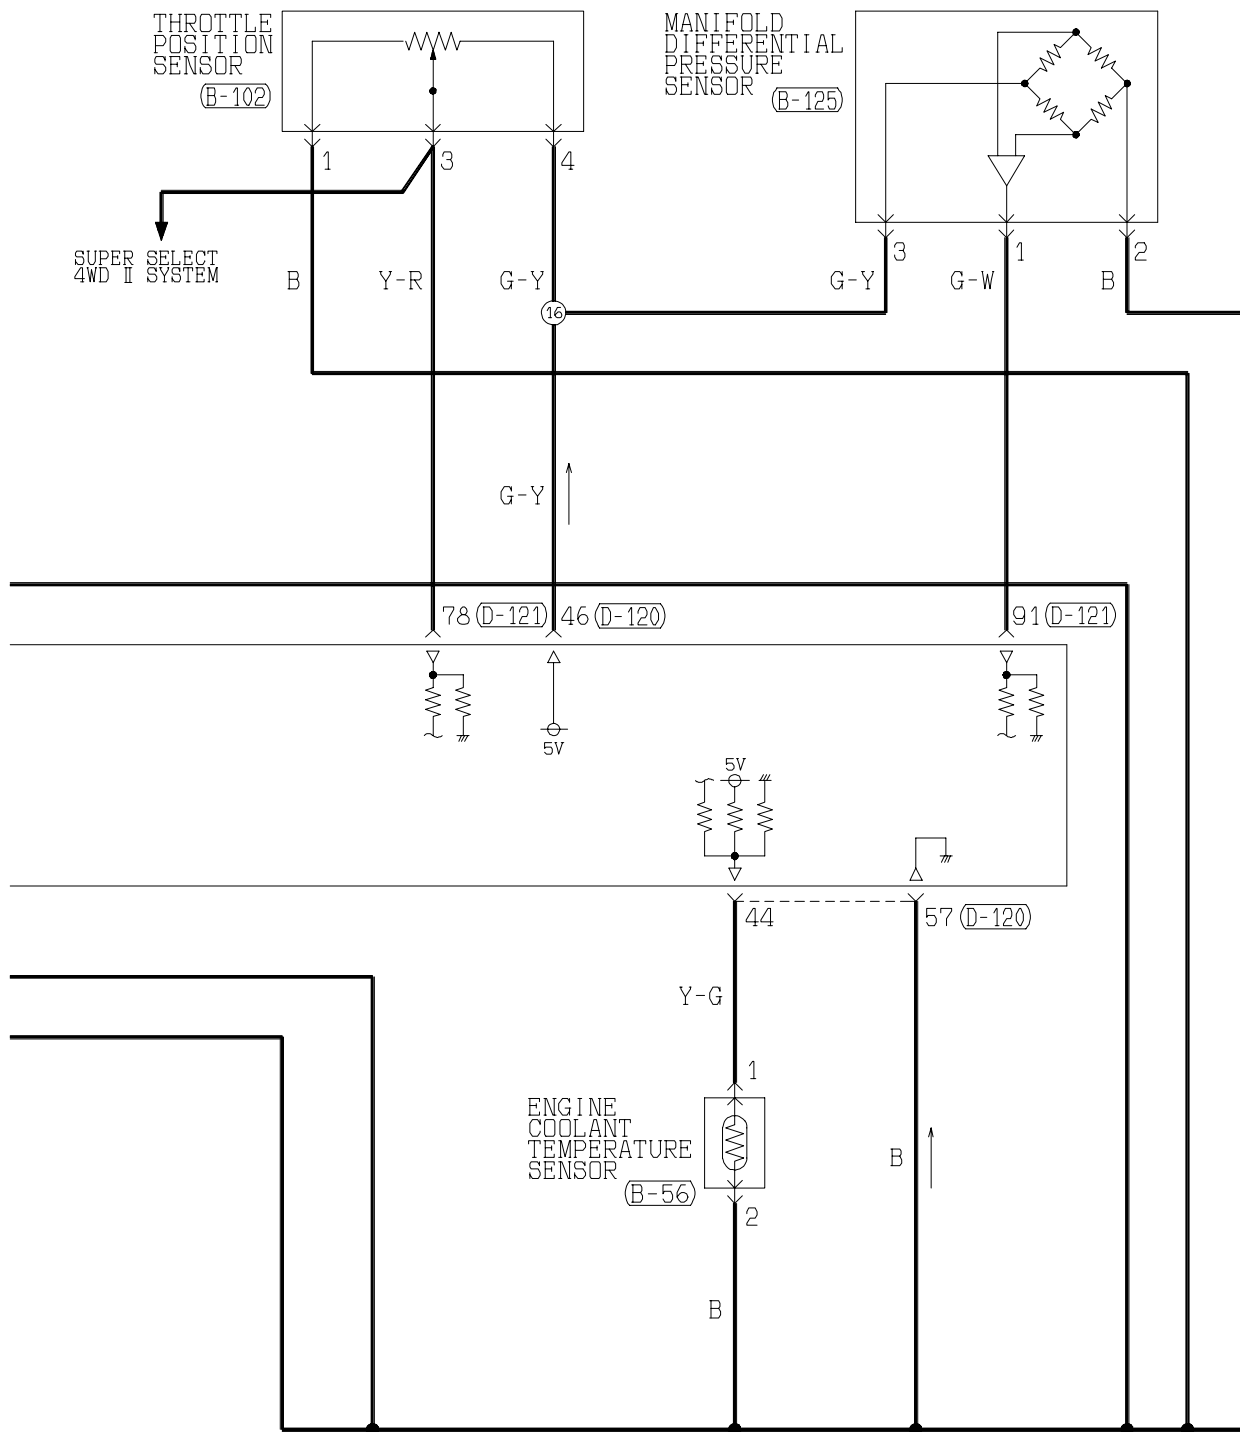 THROTTLE
POSITION
SENSOR
B-102
MANIFOLD
DIFFERENTIAL
PRESSURE
SENSOR
B-125
1
3
4
3
1
2
SUPER SELECT
4WD Ⅱ SYSTEM
B
Y-R
G-Y
G-Y
G-W
B
16
G-Y
78 D-121
46 D-120
91 D-121
5V
5V
44
57 D-120
Y-G
1
ENGINE
COOLANT
TEMPERATURE
SENSOR
B-56
B
2
B